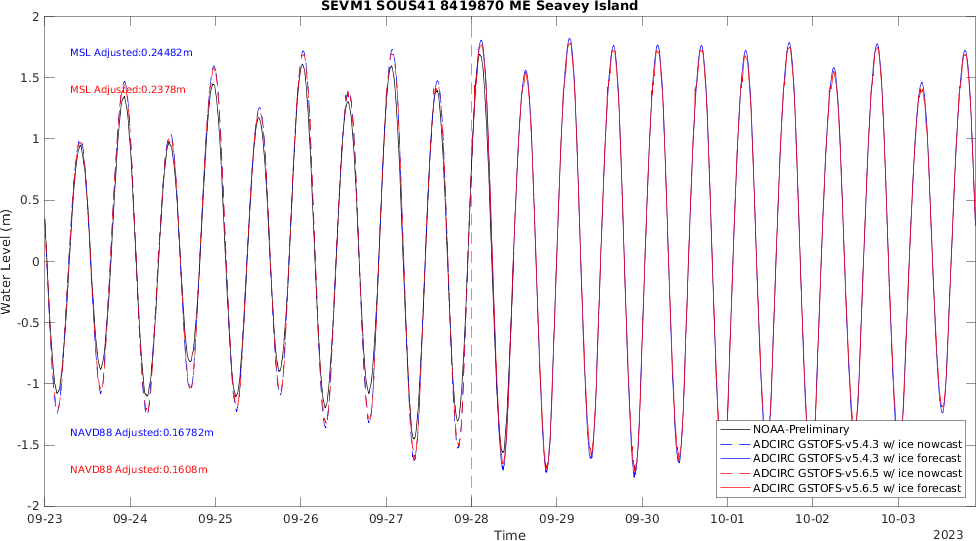 SEVM1 SOUS41 8419870 ME Seavey Island
2
1.5
1
0.5
0
-0.5
-1
-1.5
-2
Water Level (m)
MSL Adjusted:0.24482m
MSL Adjusted:0.2378m
NAVD88 Adjusted:0.16782m
NAVD88 Adjusted:0.1608m
NOAA-Preliminary
ADCIRC GSTOFS-v5.4.3 w/ ice nowcast
ADCIRC GSTOFS-v5.4.3 w/ ice forecast
ADCIRC GSTOFS-v5.6.5 w/ ice nowcast
ADCIRC GSTOFS-v5.6.5 w/ ice forecast
09-23 09-24 09-25 09-26 09-27 09-28 09-29 09-30 10-01 10-02 10-03
Time
2023